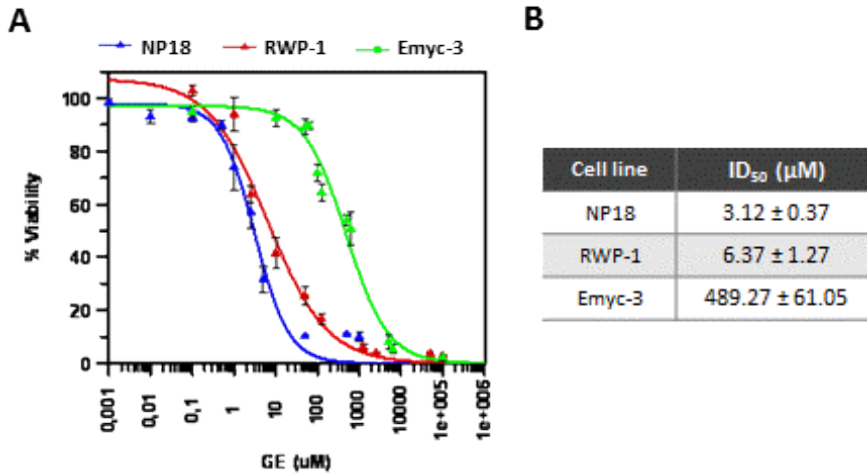 A
NP18 RWP-1 Emyc-3
% Viability
100
80
60
40
20
0
0,001 0,01 0,1 1 10 100 1000 10000 1e+005 1e+006
GE (uM)
B
Cell line ID₅₀ (µM)
NP18 3.12 ± 0.37
RWP-1 6.37 ± 1.27
Emyc-3 489.27 ± 61.05